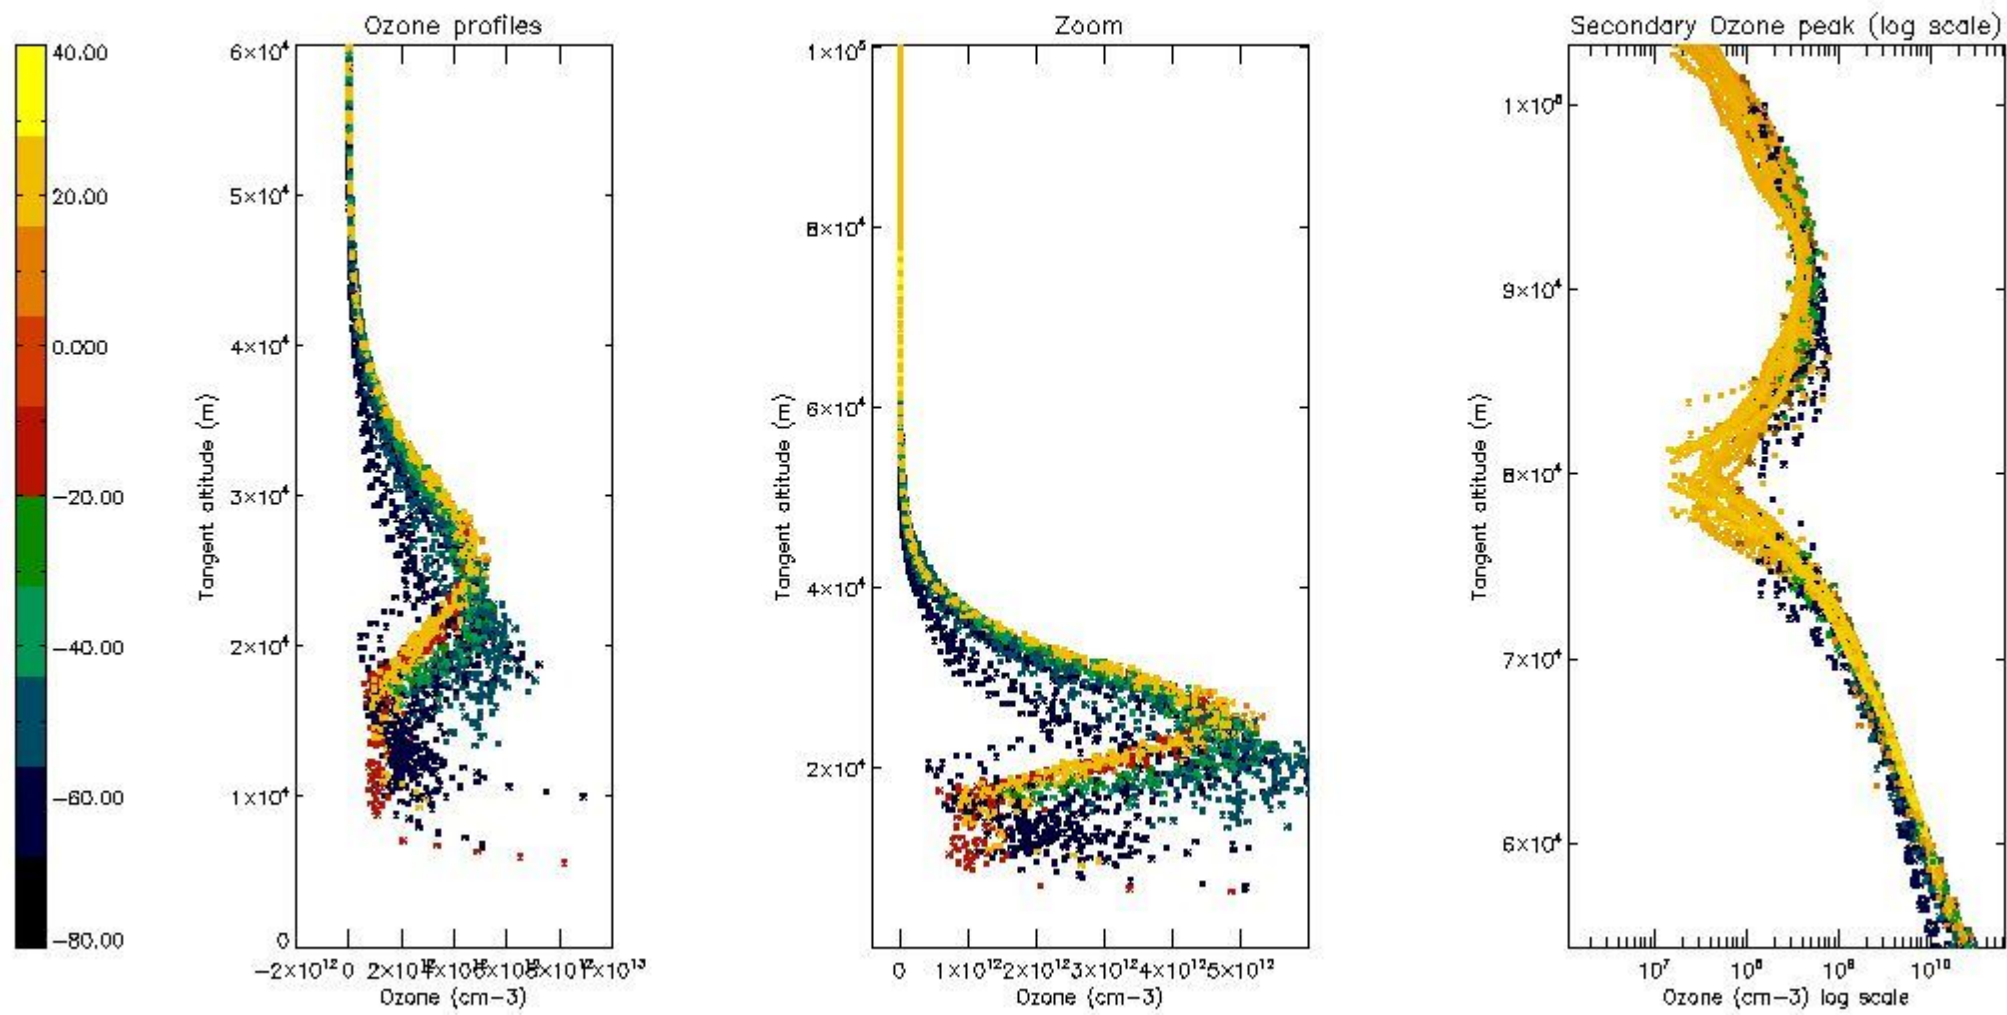 Ozone profiles
Zoom
Secondary Ozone peak (log scale)
40.00
20.00
0.000
−20.00
−40.00
−60.00
−80.00
6×10⁴
5×10⁴
4×10⁴
3×10⁴
2×10⁴
1×10⁴
0
Tangent altitude (m)
−2×10¹² 0
Ozone (cm−3)
1×10⁵
8×10⁴
6×10⁴
4×10⁴
2×10⁴
Tangent altitude (m)
0 1×10¹² 2×10¹² 3×10¹² 4×10¹² 5×10¹²
Ozone (cm−3)
9×10⁴
8×10⁴
7×10⁴
6×10⁴
Tangent altitude (m)
10⁷ 10⁸ 10⁹ 10¹⁰
Ozone (cm−3) log scale